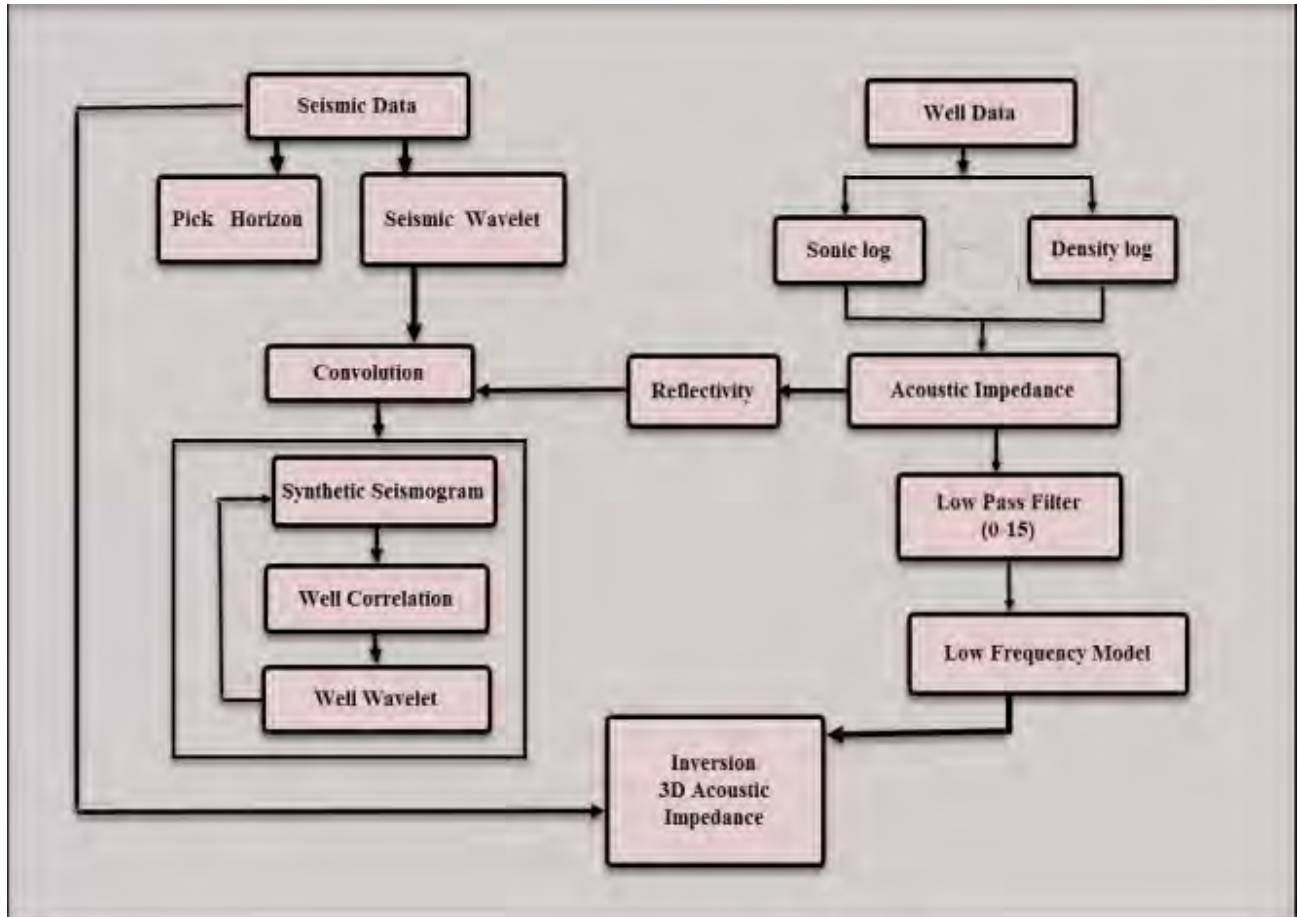 Seismic Data
Well Data
Pick Horizon
Seismic Wavelet
Sonic log
Density log
Convolution
Reflectivity
Acoustic Impedance
Synthetic Seismogram
Low Pass Filter
(0-15)
Well Correlation
Low Frequency Model
Well Wavelet
Inversion
3D Acoustic
Impedance